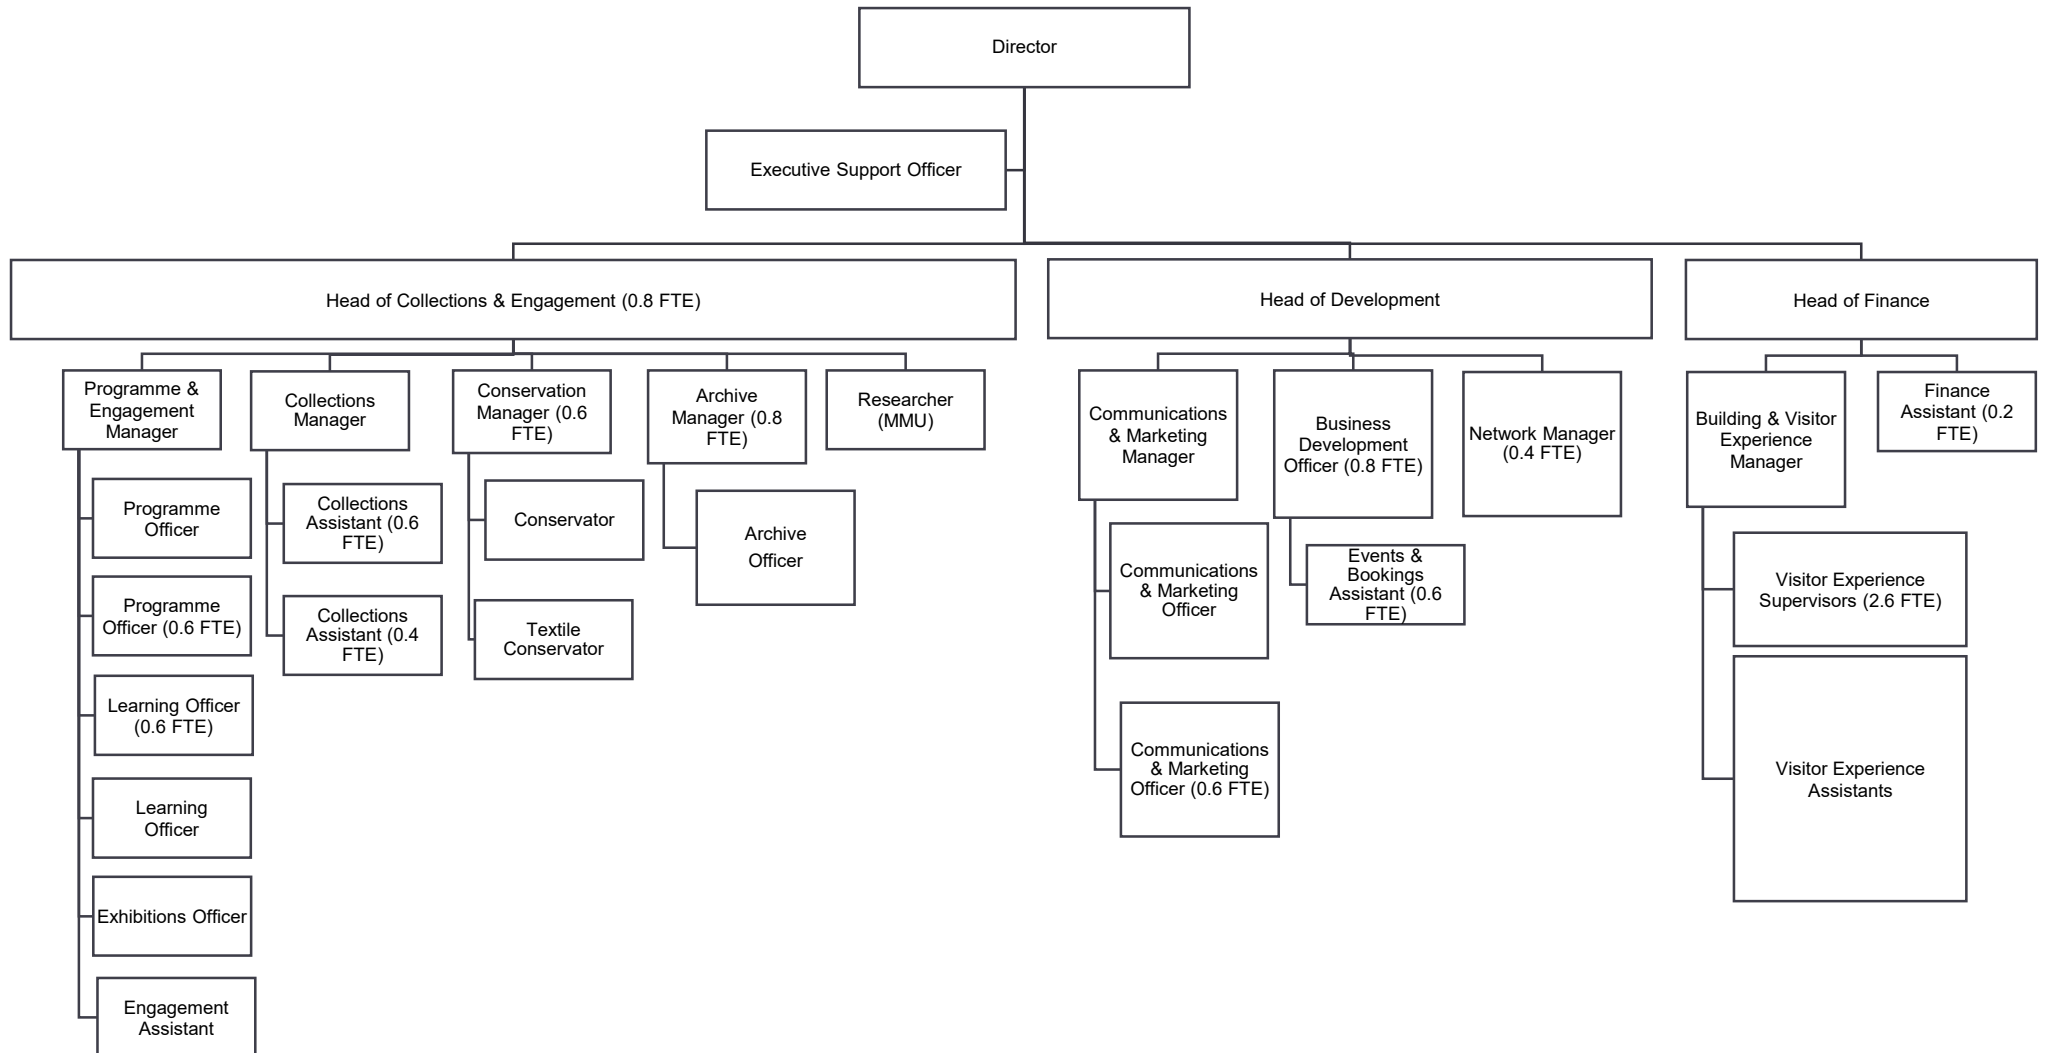 Director
Executive Support Officer
Head of Collections & Engagement (0.8 FTE)
Head of Development
Head of Finance
Programme &
Engagement
Manager
Collections
Manager
Conservation
Manager (0.6
FTE)
Archive
Manager (0.8
FTE)
Researcher
(MMU)
Communications
& Marketing
Manager
Business
Development
Officer (0.8 FTE)
Network Manager
(0.4 FTE)
Building & Visitor
Experience
Manager
Finance
Assistant (0.2
FTE)
Programme
Officer
Programme
Officer (0.6 FTE)
Learning Officer
(0.6 FTE)
Learning
Officer
Exhibitions Officer
Engagement
Assistant
Collections
Assistant (0.6
FTE)
Collections
Assistant (0.4
FTE)
Conservator
Textile
Conservator
Archive
Officer
Communications
& Marketing
Officer
Communications
& Marketing
Officer (0.6 FTE)
Events &
Bookings
Assistant (0.6
FTE)
Visitor Experience
Supervisors (2.6 FTE)
Visitor Experience
Assistants